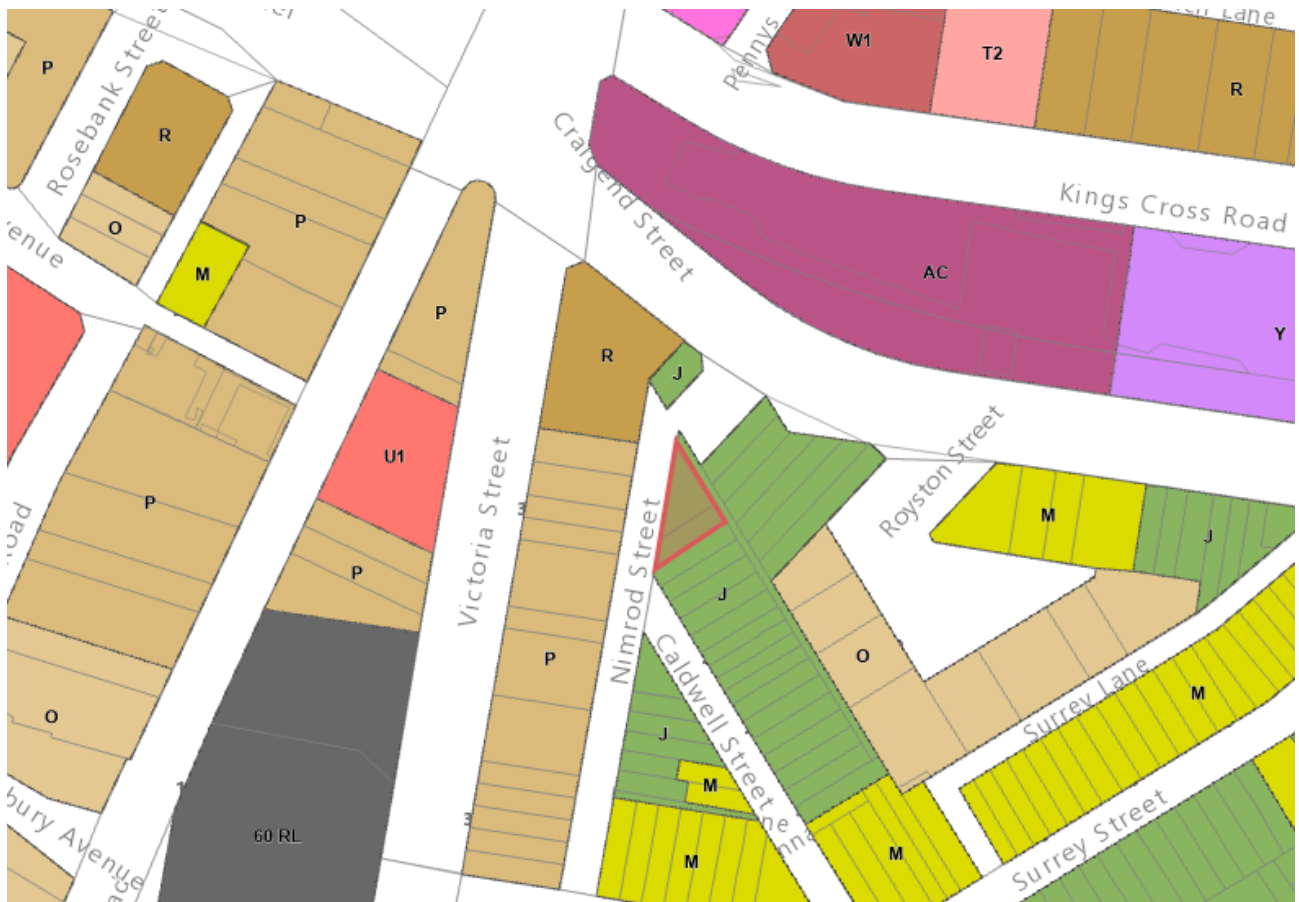 Lane
W1
T2
P
Pennys
R
Rosebank Street
R
Craigend Street
Kings Cross Road
O
P
M
AC
Y
P
R
J
U1
Royston Street
P
Victoria Street
M
J
Nimrod Street
P
J
O
P
Caldwell Street
Surrey Lane
M
O
J
M
60 RL
M
M
Surrey Street
bury Avenue